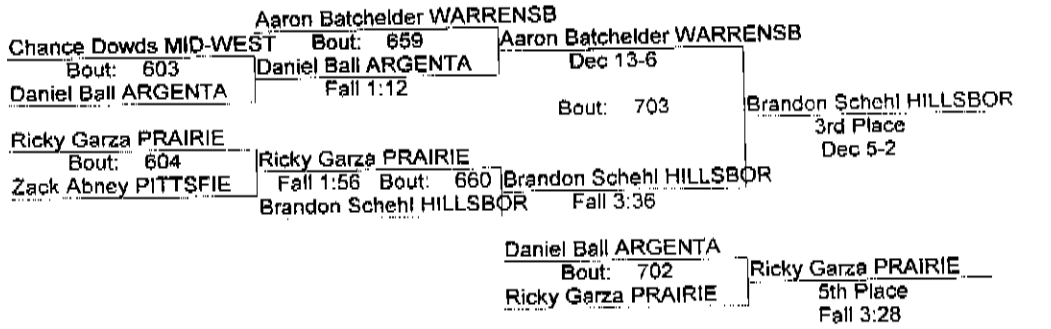 Aaron Batchelder WARRENSB
Chance Dowds MID-WEST Bout: 659 Aaron Batchelder WARRENSB
Bout: 603 Daniel Ball ARGENTA Dec 13-6
Daniel Ball ARGENTA Fall 1:12
Bout: 703 Brandon Schehl HILLSBOR
3rd Place
Ricky Garza PRAIRIE Dec 5-2
Bout: 604 Ricky Garza PRAIRIE
Zack Abney PITTSFIE Fall 1:56 Bout: 660 Brandon Schehl HILLSBOR
Brandon Schehl HILLSBOR Fall 3:36
Daniel Ball ARGENTA
Bout: 702 Ricky Garza PRAIRIE
Ricky Garza PRAIRIE 5th Place
Fall 3:28